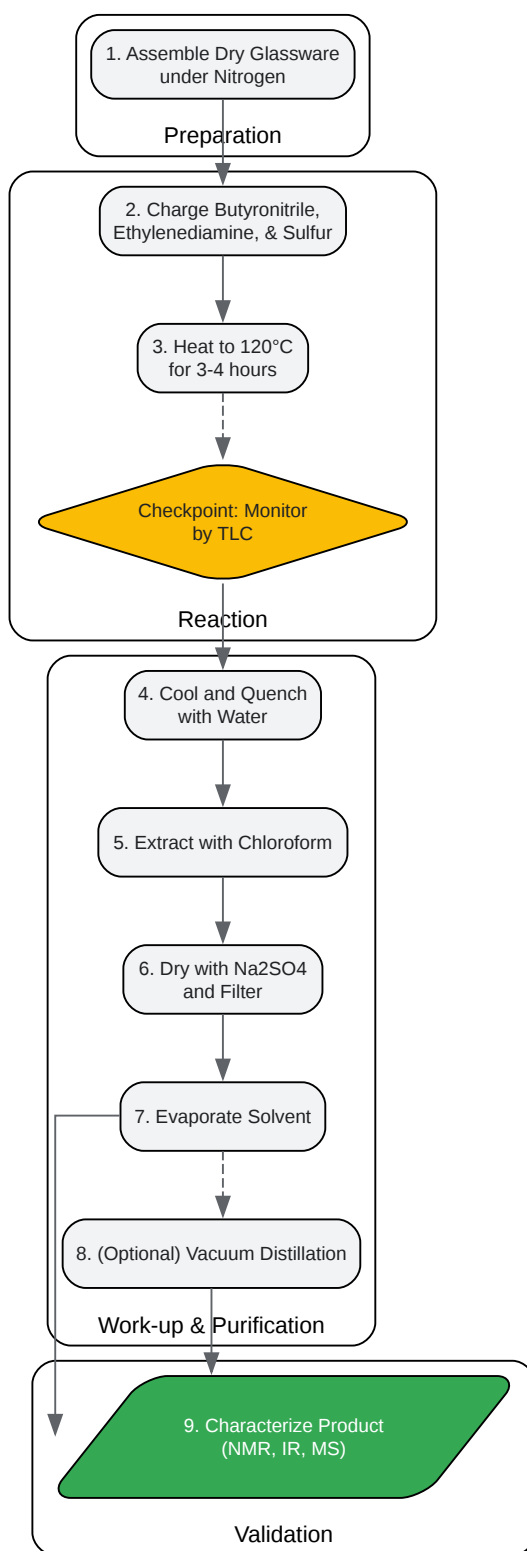 1. Assemble Dry Glassware
under Nitrogen
Preparation
2. Charge Butyronitrile,
Ethylenediamine, & Sulfur
3. Heat to 120°C
for 3-4 hours
Checkpoint: Monitor
by TLC
Reaction
4. Cool and Quench
with Water
5. Extract with Chloroform
6. Dry with Na2SO4
and Filter
7. Evaporate Solvent
8. (Optional) Vacuum Distillation
Work-up & Purification
9. Characterize Product
(NMR, IR, MS)
Validation